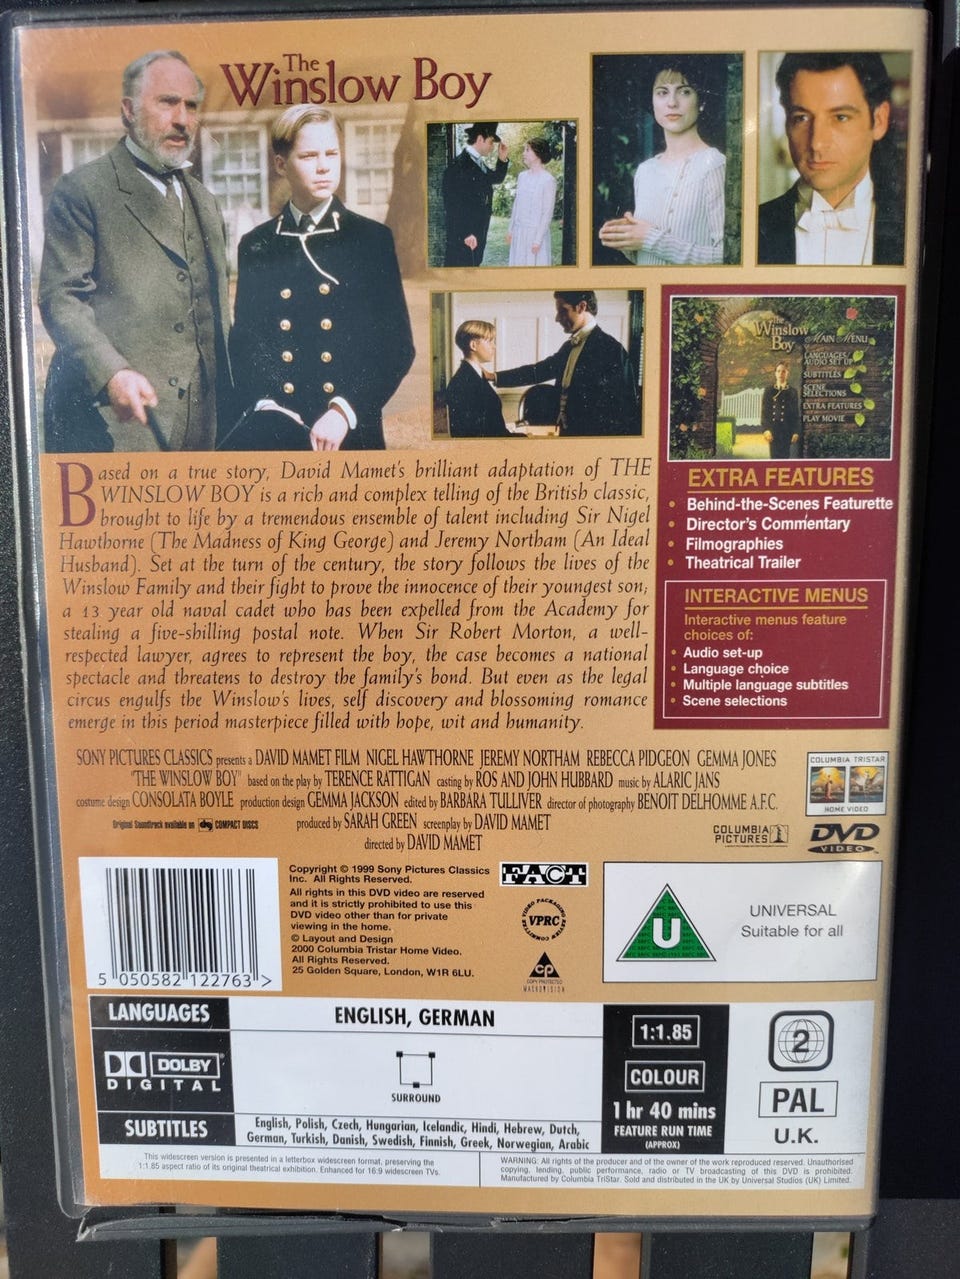 The
Winslow Boy
Based on a true story, David Mamet's brilliant adaptation of THE
WINSLOW BOY is a rich and complex telling of the British classic,
brought to life by a tremendous ensemble of talent including Sir Nigel
Hawthorne (The Madness of King George) and Jeremy Northam (An Ideal
Husband). Set at the turn of the century, the story follows the lives of the
Winslow Family and their fight to prove the innocence of their youngest son;
a 13 year old naval cadet who has been expelled from the Academy for
stealing a five-shilling postal note. When Sir Robert Morton, a well-
respected lawyer, agrees to represent the boy, the case becomes a national
spectacle and threatens to destroy the family's bond. But even as the legal
circus engulfs the Winslow's lives, self discovery and blossoming romance
emerge in this period masterpiece filled with hope, wit and humanity.
The
Winslow
Boy
MAIN MENU
LANGUAGES/
AUDIO SET UP
SUBTITLES
SCENE
SELECTIONS
EXTRA FEATURES
PLAY MOVIE
EXTRA FEATURES
• Behind-the-Scenes Featurette
• Director's Commentary
• Filmographies
• Theatrical Trailer
INTERACTIVE MENUS
Interactive menus feature
choices of:
• Audio set-up
• Language choice
• Multiple language subtitles
• Scene selections
SONY PICTURES CLASSICS presents a DAVID MAMET FILM NIGEL HAWTHORNE JEREMY NORTHAM REBECCA PIDGEON GEMMA JONES
"THE WINSLOW BOY" based on the play by TERENCE RATTIGAN casting by ROS AND JOHN HUBBARD music by ALARIC JANS
costume design CONSOLATA BOYLE production design GEMMA JACKSON edited by BARBARA TULLIVER director of photography BENOIT DELHOMME A.F.C.
Original Soundtrack available on COMPACT DISCS
produced by SARAH GREEN screenplay by DAVID MAMET
directed by DAVID MAMET
COLUMBIA TRISTAR
HOME VIDEO
COLUMBIA
PICTURES
DVD
VIDEO
5 050582 122763 >
Copyright © 1999 Sony Pictures Classics
Inc. All Rights Reserved.
All rights in this DVD video are reserved
and it is strictly prohibited to use this
DVD video other than for private
viewing in the home.
© Layout and Design
2000 Columbia Tristar Home Video.
All Rights Reserved.
25 Golden Square, London, W1R 6LU.
FACT
VIDEO PACKAGING REVIEW COMMITTEE
VPRC
cp
COPY PROTECTED
MACROVISION
U
UNIVERSAL
Suitable for all
LANGUAGES
ENGLISH, GERMAN
DOLBY
DIGITAL
SURROUND
SUBTITLES
English, Polish, Czech, Hungarian, Icelandic, Hindi, Hebrew, Dutch,
German, Turkish, Danish, Swedish, Finnish, Greek, Norwegian, Arabic
1:1.85
COLOUR
1 hr 40 mins
FEATURE RUN TIME
(APPROX)
2
PAL
U.K.
This widescreen version is presented in a letterbox widescreen format, preserving the
1:1.85 aspect ratio of its original theatrical exhibition. Enhanced for 16:9 widescreen TVs.
WARNING: All rights of the producer and of the owner of the work reproduced reserved. Unauthorised
copying, lending, public performance, radio or TV broadcasting of this DVD is prohibited.
Manufactured by Columbia TriStar. Sold and distributed in the UK by Universal Studios (UK) Limited.